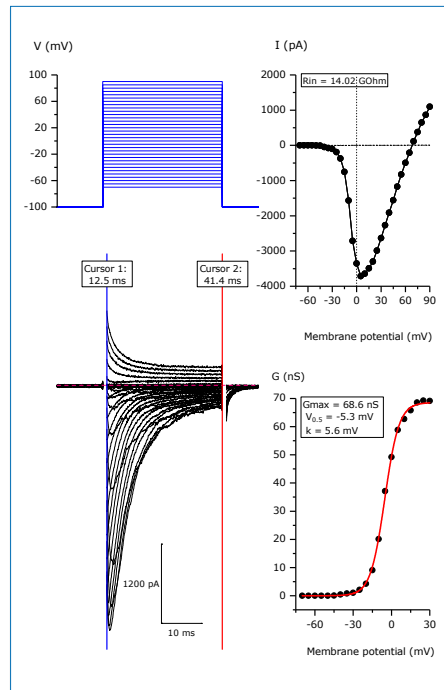 V (mV)
100
60
20
-20
-60
-100
I (pA)
Rin = 14.02 GOhm
2000
1000
0
-1000
-2000
-3000
-4000
-60
-30
0
30
60
90
Membrane potential (mV)
Cursor 1:
12.5 ms
Cursor 2:
41.4 ms
1200 pA
10 ms
G (nS)
Gmax = 68.6 nS
V0.5 = -5.3 mV
k = 5.6 mV
70
60
50
40
30
20
10
0
-60
-30
0
30
Membrane potential (mV)